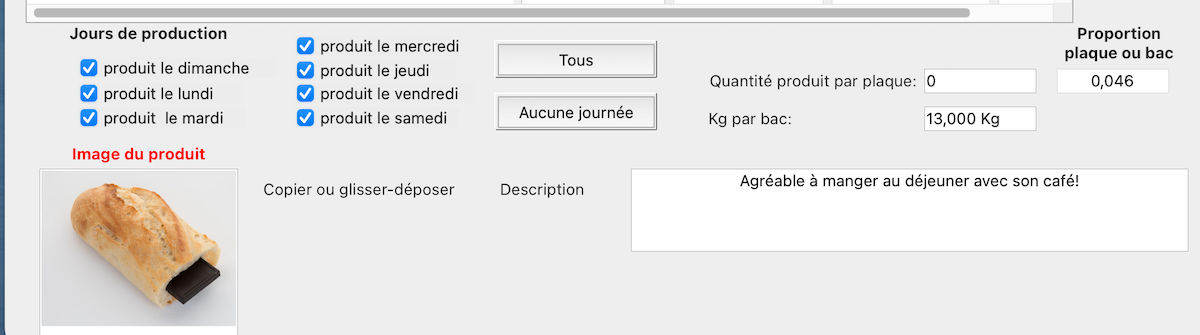 Jours de production
produit le dimanche
produit le lundi
produit le mardi
produit le mercredi
produit le jeudi
produit le vendredi
produit le samedi
Tous
Aucune journée
Quantité produit par plaque: 0
Kg par bac: 13,000 Kg
Proportion
plaque ou bac
0,046
Image du produit
Copier ou glisser-déposer
Description
Agréable à manger au déjeuner avec son café!